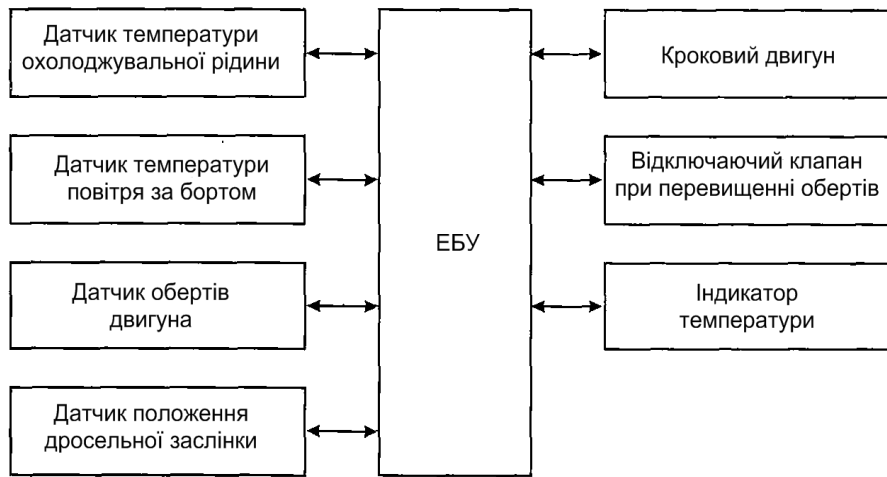 Датчик температури
охолоджувальної рідини
Датчик температури
повітря за бортом
Датчик обертів
двигуна
Датчик положення
дросельної заслінки
ЕБУ
Кроковий двигун
Відключаючий клапан
при перевищенні обертів
Індикатор
температури